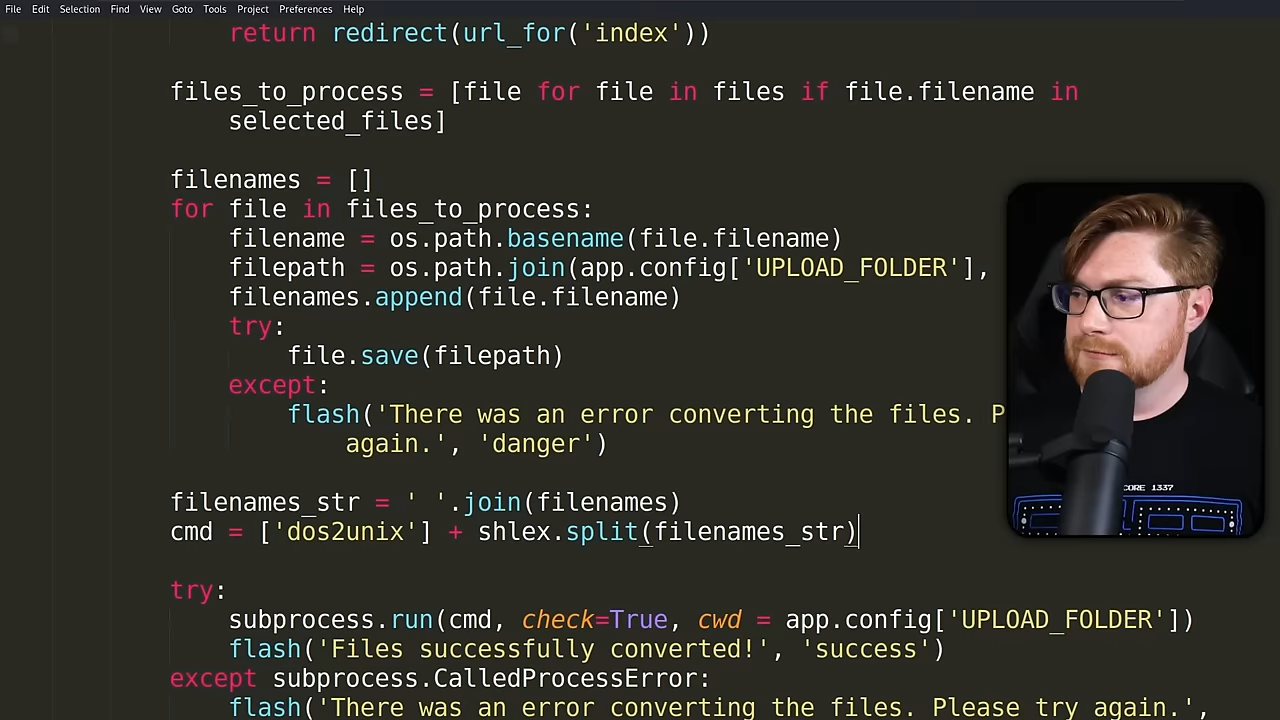 File Edit Selection Find View Goto Tools Project Preferences Help
return redirect(url_for('index'))
files_to_process = [file for file in files if file.filename in
selected_files]
filenames = []
for file in files_to_process:
filename = os.path.basename(file.filename)
filepath = os.path.join(app.config['UPLOAD_FOLDER'],
filenames.append(file.filename)
try:
file.save(filepath)
except:
flash('There was an error converting the files. P
again.', 'danger')
filenames_str = ' '.join(filenames)
cmd = ['dos2unix'] + shlex.split(filenames_str)
try:
subprocess.run(cmd, check=True, cwd = app.config['UPLOAD_FOLDER'])
flash('Files successfully converted!', 'success')
except subprocess.CalledProcessError:
flash('There was an error converting the files. Please try again.',
CORE 1337